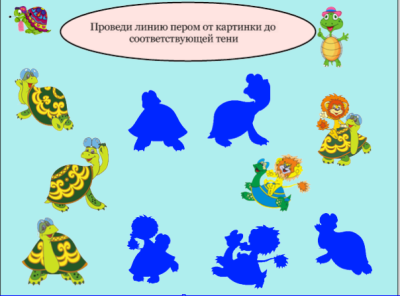 Проведи линию пером от картинки до
соответствующей тени